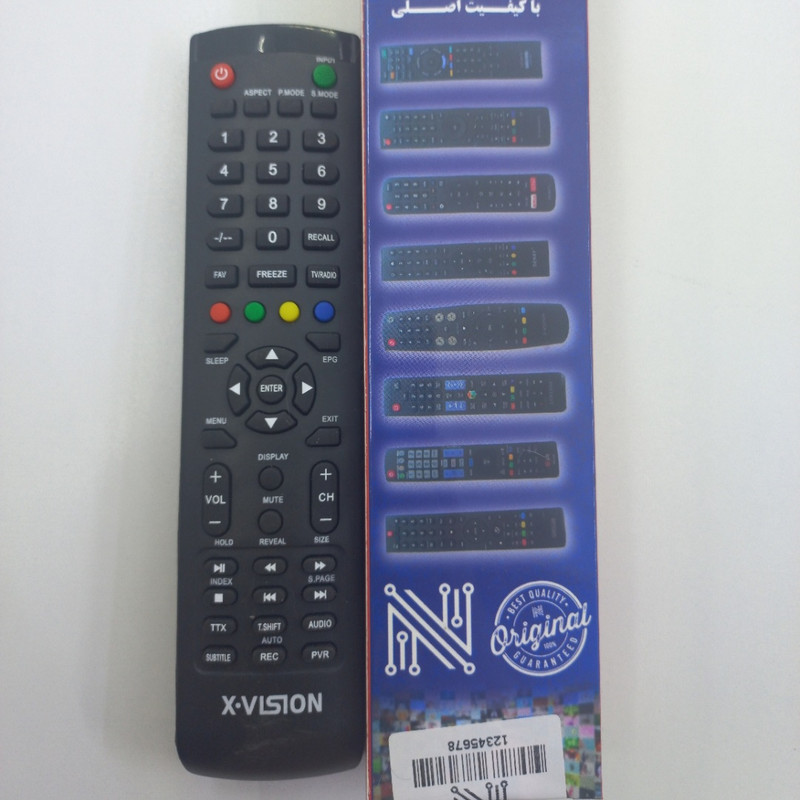 INPUT
ASPECT P.MODE S.MODE
1 2 3
4 5 6
7 8 9
-/-- 0 RECALL
FAV FREEZE TV/RADIO
SLEEP EPG
ENTER
MENU EXIT
DISPLAY
+ +
VOL CH
MUTE
- -
HOLD REVEAL SIZE
INDEX S.PAGE
TTX T.SHIFT AUDIO
AUTO
SUBTITLE REC PVR
X·VISION
با کیفیت اصلی
BEST QUALITY
N
Original
100%
GUARANTEED
12345678